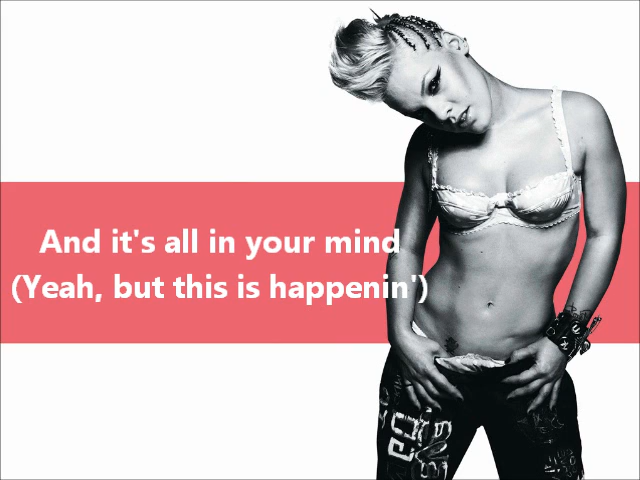 And it's all in your mind
(Yeah, but this is happenin')